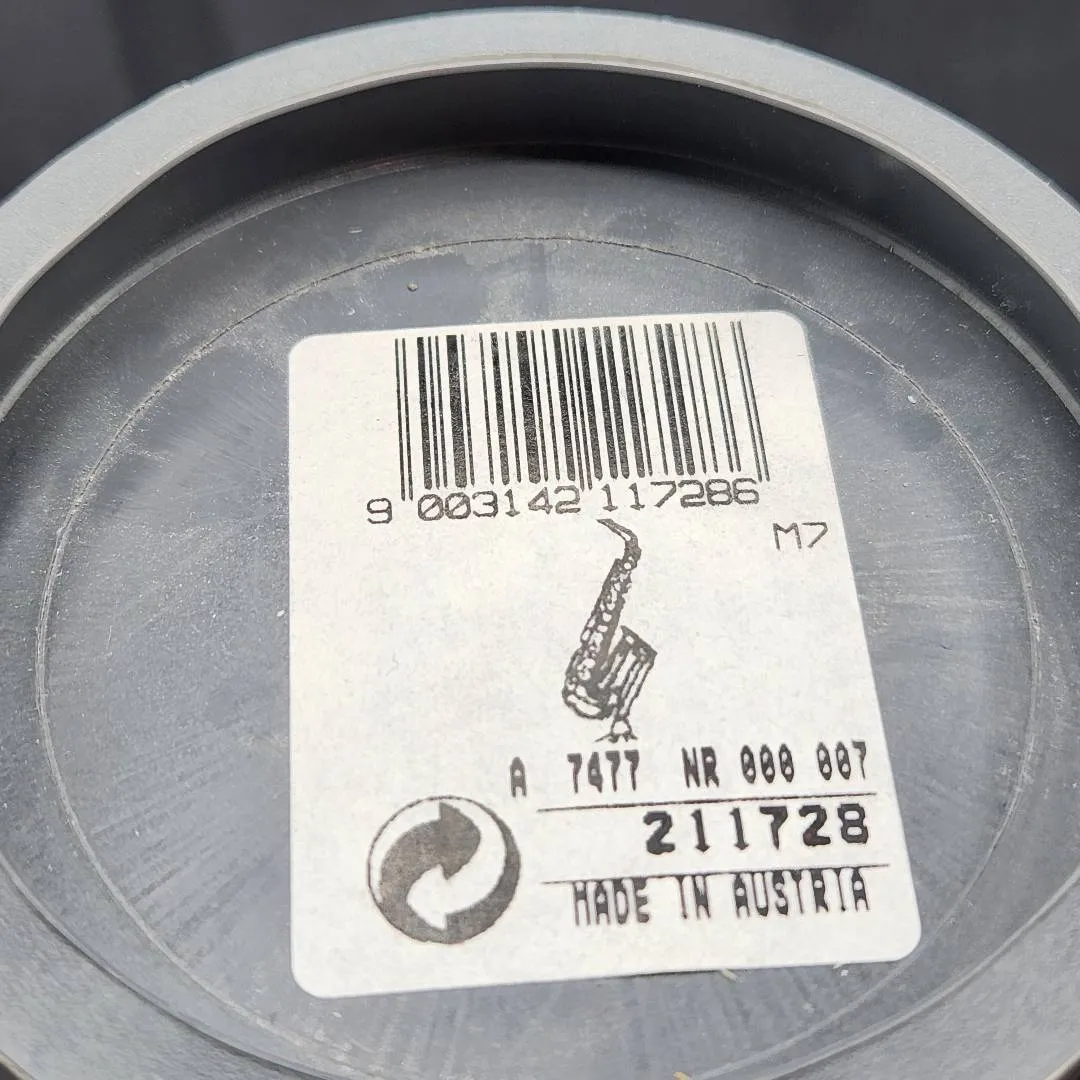 9 003142 117286
M7
A 7477 NR 000 007
211728
MADE IN AUSTRIA